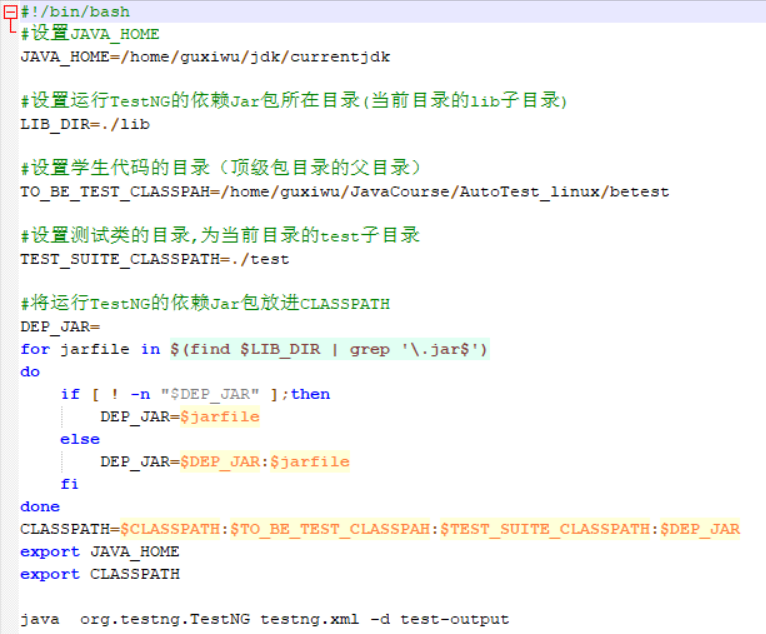 #!/bin/bash
#设置JAVA_HOME
JAVA_HOME=/home/guxiwu/jdk/currentjdk
#设置运行TestNG的依赖Jar包所在目录(当前目录的lib子目录)
LIB_DIR=./lib
#设置学生代码的目录（顶级包目录的父目录）
TO_BE_TEST_CLASSPAH=/home/guxiwu/JavaCourse/AutoTest_linux/betest
#设置测试类的目录,为当前目录的test子目录
TEST_SUITE_CLASSPATH=./test
#将运行TestNG的依赖Jar包放进CLASSPATH
DEP_JAR=
for jarfile in $(find $LIB_DIR | grep '\.jar$')
do
    if [ ! -n "$DEP_JAR" ];then
        DEP_JAR=$jarfile
    else
        DEP_JAR=$DEP_JAR:$jarfile
    fi
done
CLASSPATH=$CLASSPATH:$TO_BE_TEST_CLASSPAH:$TEST_SUITE_CLASSPATH:$DEP_JAR
export JAVA_HOME
export CLASSPATH
java  org.testng.TestNG testng.xml -d test-output